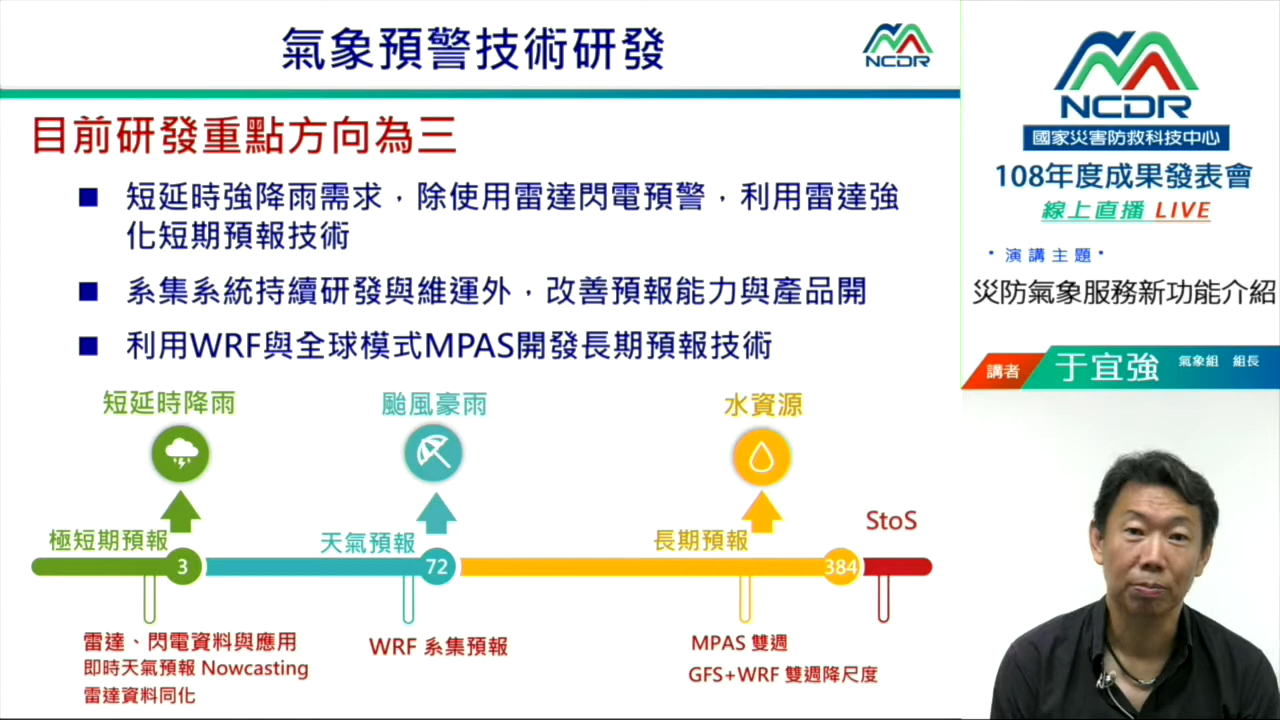 氣象預警技術研發
NCDR
目前研發重點方向為三
短延時強降雨需求，除使用雷達閃電預警，利用雷達強
化短期預報技術
系集系統持續研發與維運外，改善預報能力與產品開
利用WRF與全球模式MPAS開發長期預報技術
短延時降雨
颱風豪雨
水資源
極短期預報
天氣預報
長期預報
StoS
3
72
384
雷達、閃電資料與應用
即時天氣預報 Nowcasting
雷達資料同化
WRF 系集預報
MPAS 雙週
GFS+WRF 雙週降尺度
NCDR
國家災害防救科技中心
108年度成果發表會
線上直播 LIVE
• 演講主題 •
災防氣象服務新功能介紹
講者 于宜強 氣象組 組長